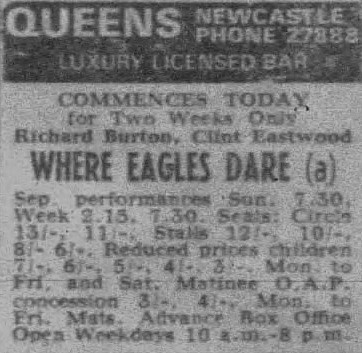 QUEENS NEWCASTLE
PHONE 27888
LUXURY LICENSED BAR
COMMENCES TODAY
for Two Weeks Only
Richard Burton, Clint Eastwood
WHERE EAGLES DARE (a)
Sep. performances Sun. 7.30.
Week 2.15, 7.30. Seats: Circle
13/-, 11/-, Stalls 12/-, 10/-,
8/- 6/-. Reduced prices children
7/-, 6/-, 5/-, 4/-, 3/-. Mon. to
Fri. and Sat. Matinee O.A.P.
concession 3/-, 4/-. Mon. to
Fri. Mats. Advance Box Office
Open Weekdays 10 a.m.-8 p.m.